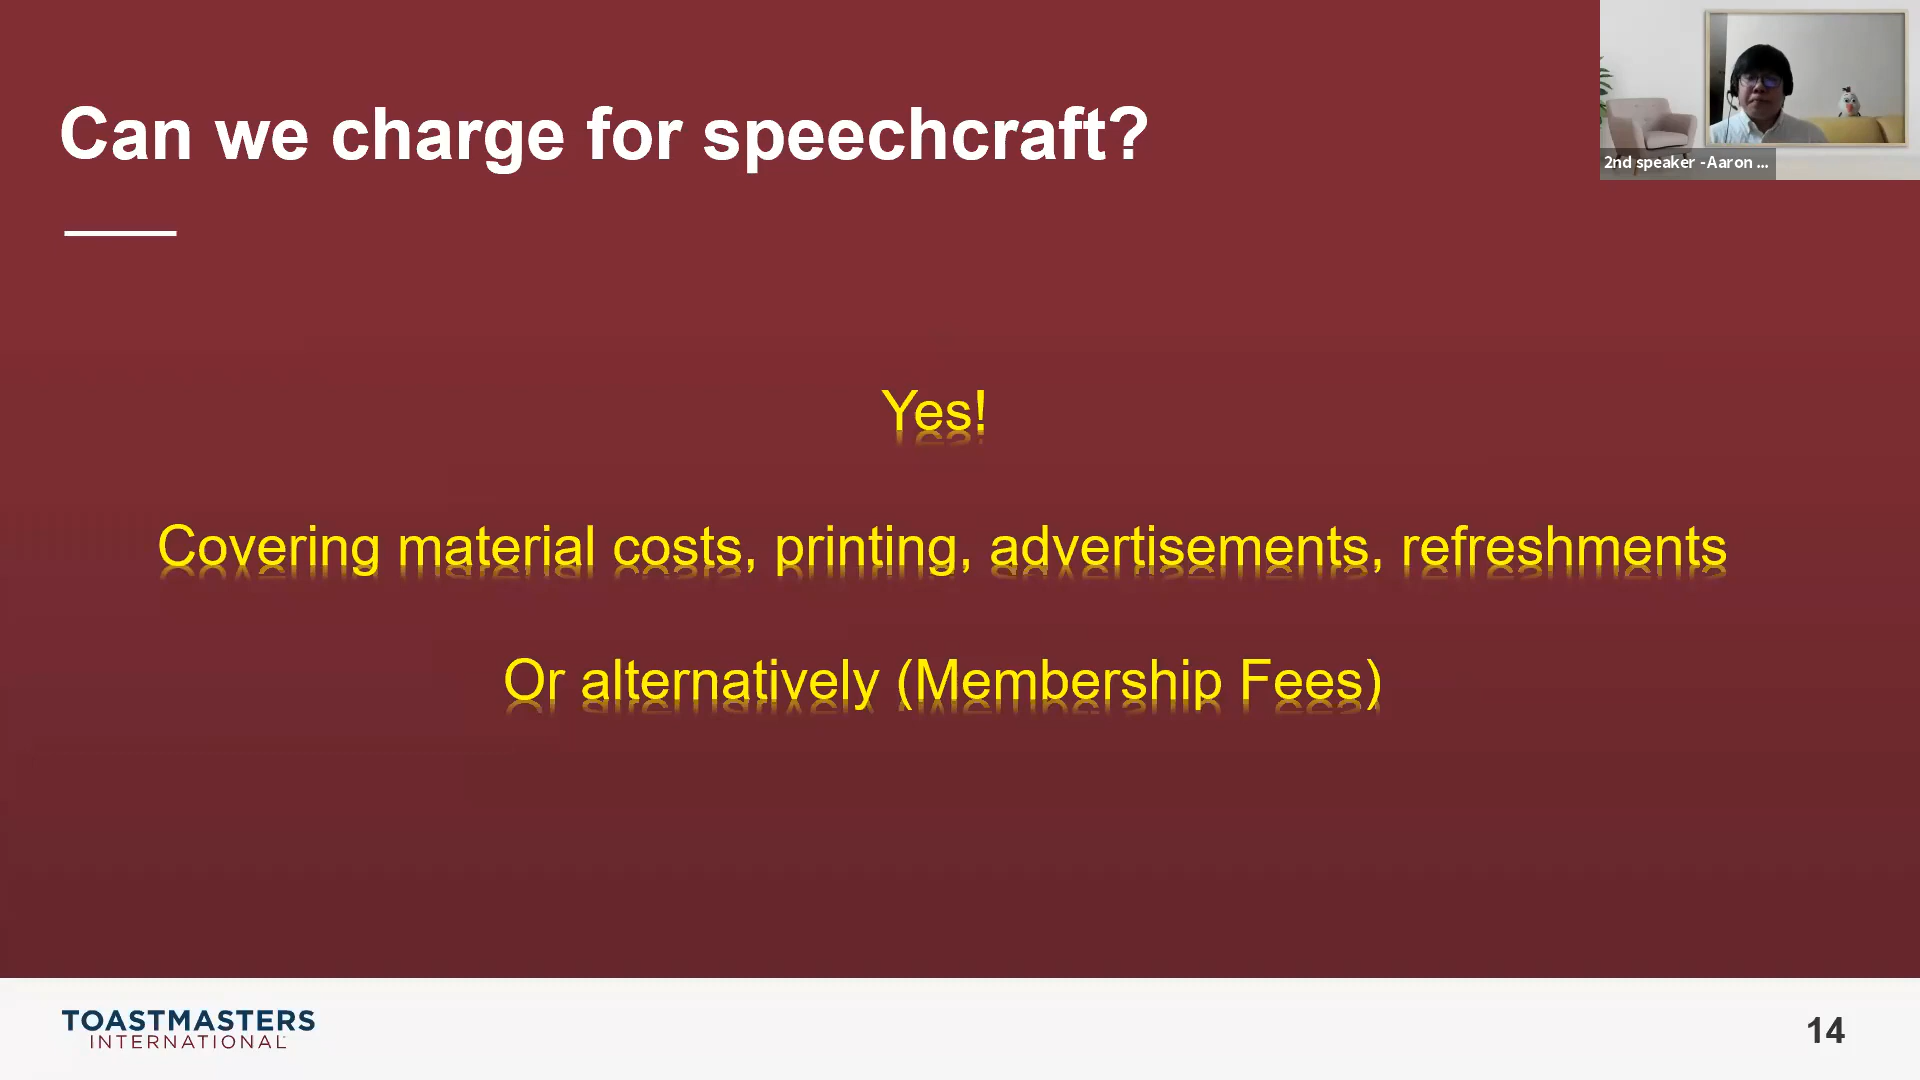 Can we charge for speechcraft?
2nd speaker -Aaron ...
Yes!
Covering material costs, printing, advertisements, refreshments
Or alternatively (Membership Fees)
TOASTMASTERS
INTERNATIONAL
14